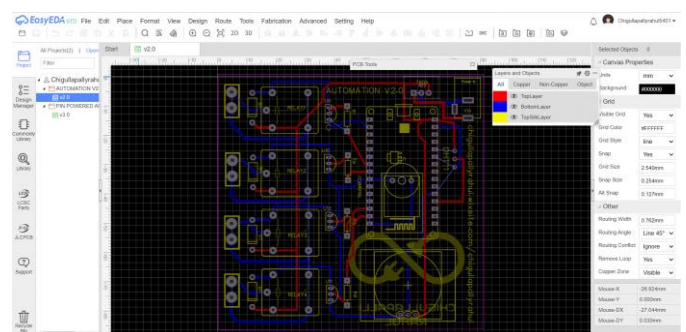 EasyEDA STD File Edit Place Format View Design Route Tools Fabrication Advanced Setting Help
Chigullapallyrahul5401
2D 3D
All Projects(2) | Open
Filter
Chigullapallyrah
AUTOMATION V2
v2.0
PIN POWERED A
v3.0
Project
Design Manager
Commonly Library
Library
LCSC Parts
JLCPCB
Support
Recycle Bin
Start
v2.0
PCB Tools
Layers and Objects
All Copper Non-Copper Object
TopLayer
BottomLayer
TopSilkLayer
AUTOMATION V2.0
RELAY2
RELAY3
RELAY4
DHT11
Selected Objects 0
Canvas Properties
Units mm
Background #000000
Grid
Visible Grid Yes
Grid Color #FFFFFF
Grid Style line
Snap Yes
Grid Size 2.540mm
Snap Size 0.254mm
Alt Snap 0.127mm
Other
Routing Width 0.762mm
Routing Angle Line 45°
Routing Conflict Ignore
Remove Loop Yes
Copper Zone Visible
Mouse-X
Mouse-Y
Mouse-DX
Mouse-DY